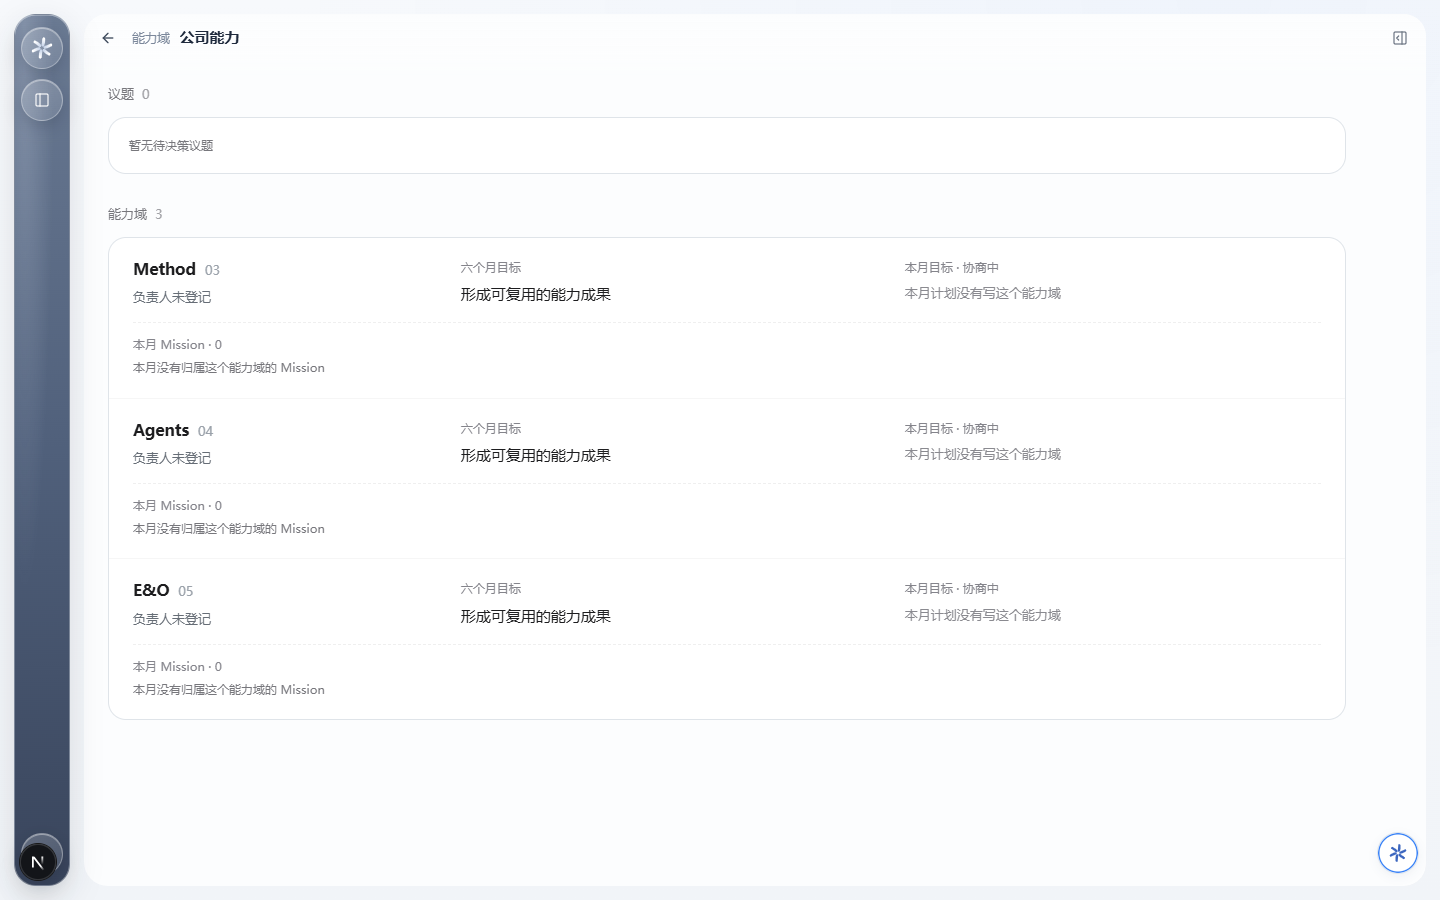 能力域 公司能力
议题 0
暂无待决策议题
能力域 3
Method 03
负责人未登记
六个月目标
形成可复用的能力成果
本月目标 · 协商中
本月计划没有写这个能力域
本月 Mission · 0
本月没有归属这个能力域的 Mission
Agents 04
负责人未登记
六个月目标
形成可复用的能力成果
本月目标 · 协商中
本月计划没有写这个能力域
本月 Mission · 0
本月没有归属这个能力域的 Mission
E&O 05
负责人未登记
六个月目标
形成可复用的能力成果
本月目标 · 协商中
本月计划没有写这个能力域
本月 Mission · 0
本月没有归属这个能力域的 Mission
N